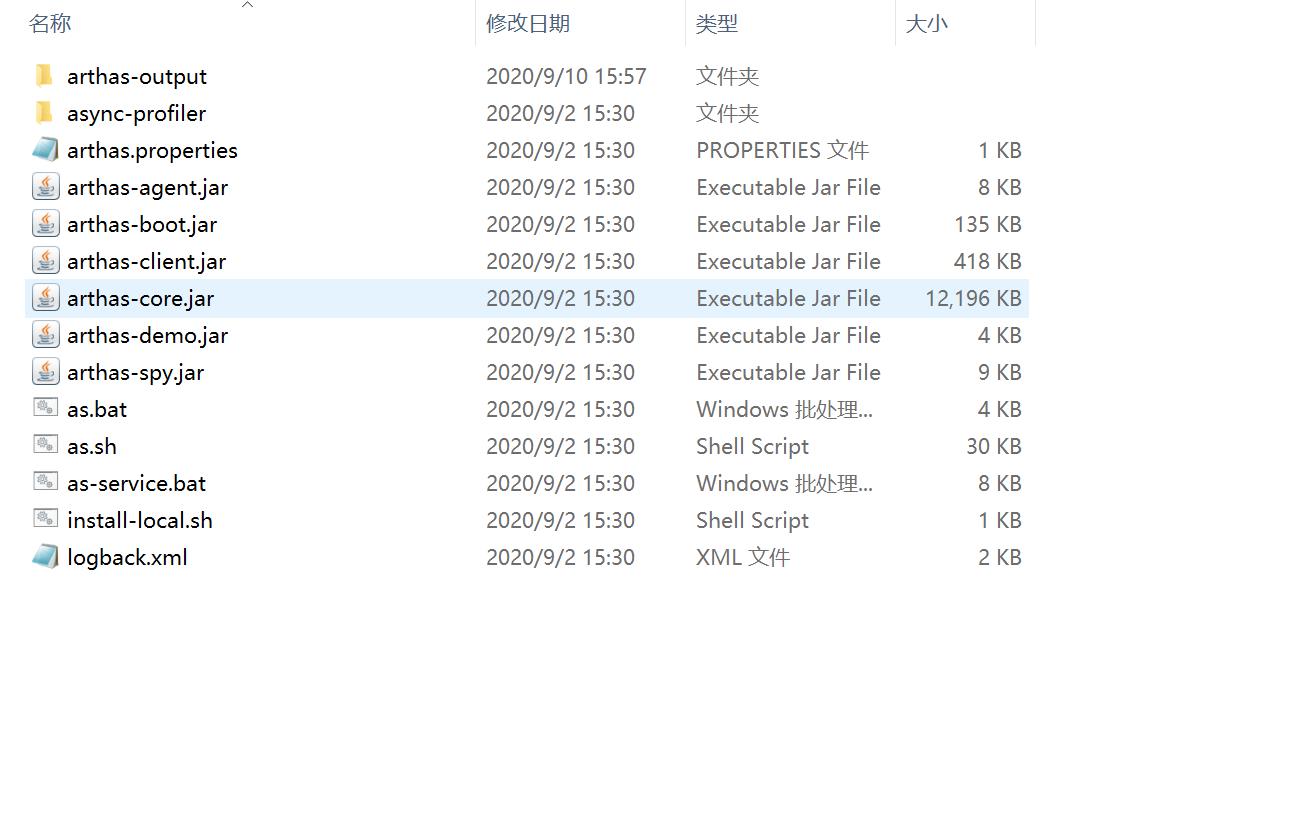 名称 修改日期 类型 大小
arthas-output 2020/9/10 15:57 文件夹
async-profiler 2020/9/2 15:30 文件夹
arthas.properties 2020/9/2 15:30 PROPERTIES 文件 1 KB
arthas-agent.jar 2020/9/2 15:30 Executable Jar File 8 KB
arthas-boot.jar 2020/9/2 15:30 Executable Jar File 135 KB
arthas-client.jar 2020/9/2 15:30 Executable Jar File 418 KB
arthas-core.jar 2020/9/2 15:30 Executable Jar File 12,196 KB
arthas-demo.jar 2020/9/2 15:30 Executable Jar File 4 KB
arthas-spy.jar 2020/9/2 15:30 Executable Jar File 9 KB
as.bat 2020/9/2 15:30 Windows 批处理... 4 KB
as.sh 2020/9/2 15:30 Shell Script 30 KB
as-service.bat 2020/9/2 15:30 Windows 批处理... 8 KB
install-local.sh 2020/9/2 15:30 Shell Script 1 KB
logback.xml 2020/9/2 15:30 XML 文件 2 KB